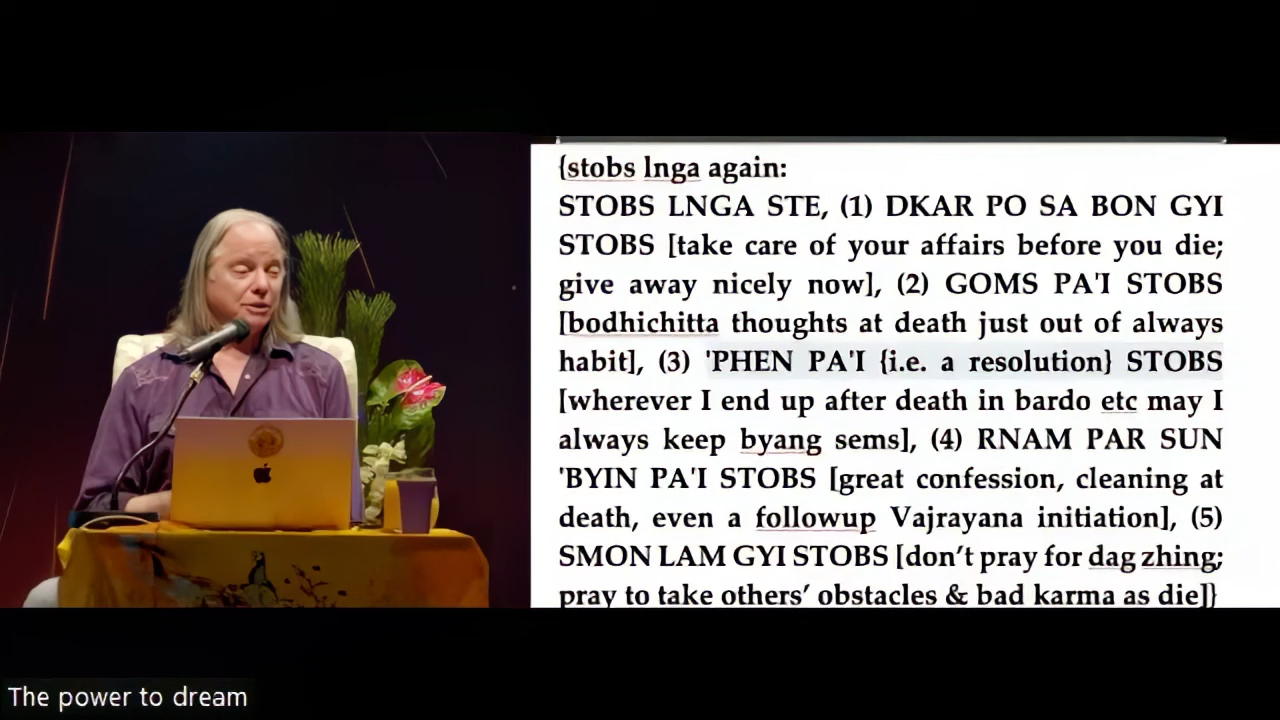 {stobs lnga again:
STOBS LNGA STE, (1) DKAR PO SA BON GYI
STOBS [take care of your affairs before you die;
give away nicely now], (2) GOMS PA'I STOBS
[bodhichitta thoughts at death just out of always
habit], (3) 'PHEN PA'I {i.e. a resolution} STOBS
[wherever I end up after death in bardo etc may I
always keep byang sems], (4) RNAM PAR SUN
'BYIN PA'I STOBS [great confession, cleaning at
death, even a followup Vajrayana initiation], (5)
SMON LAM GYI STOBS [don’t pray for dag zhing;
pray to take others’ obstacles & bad karma as die]}
The power to dream